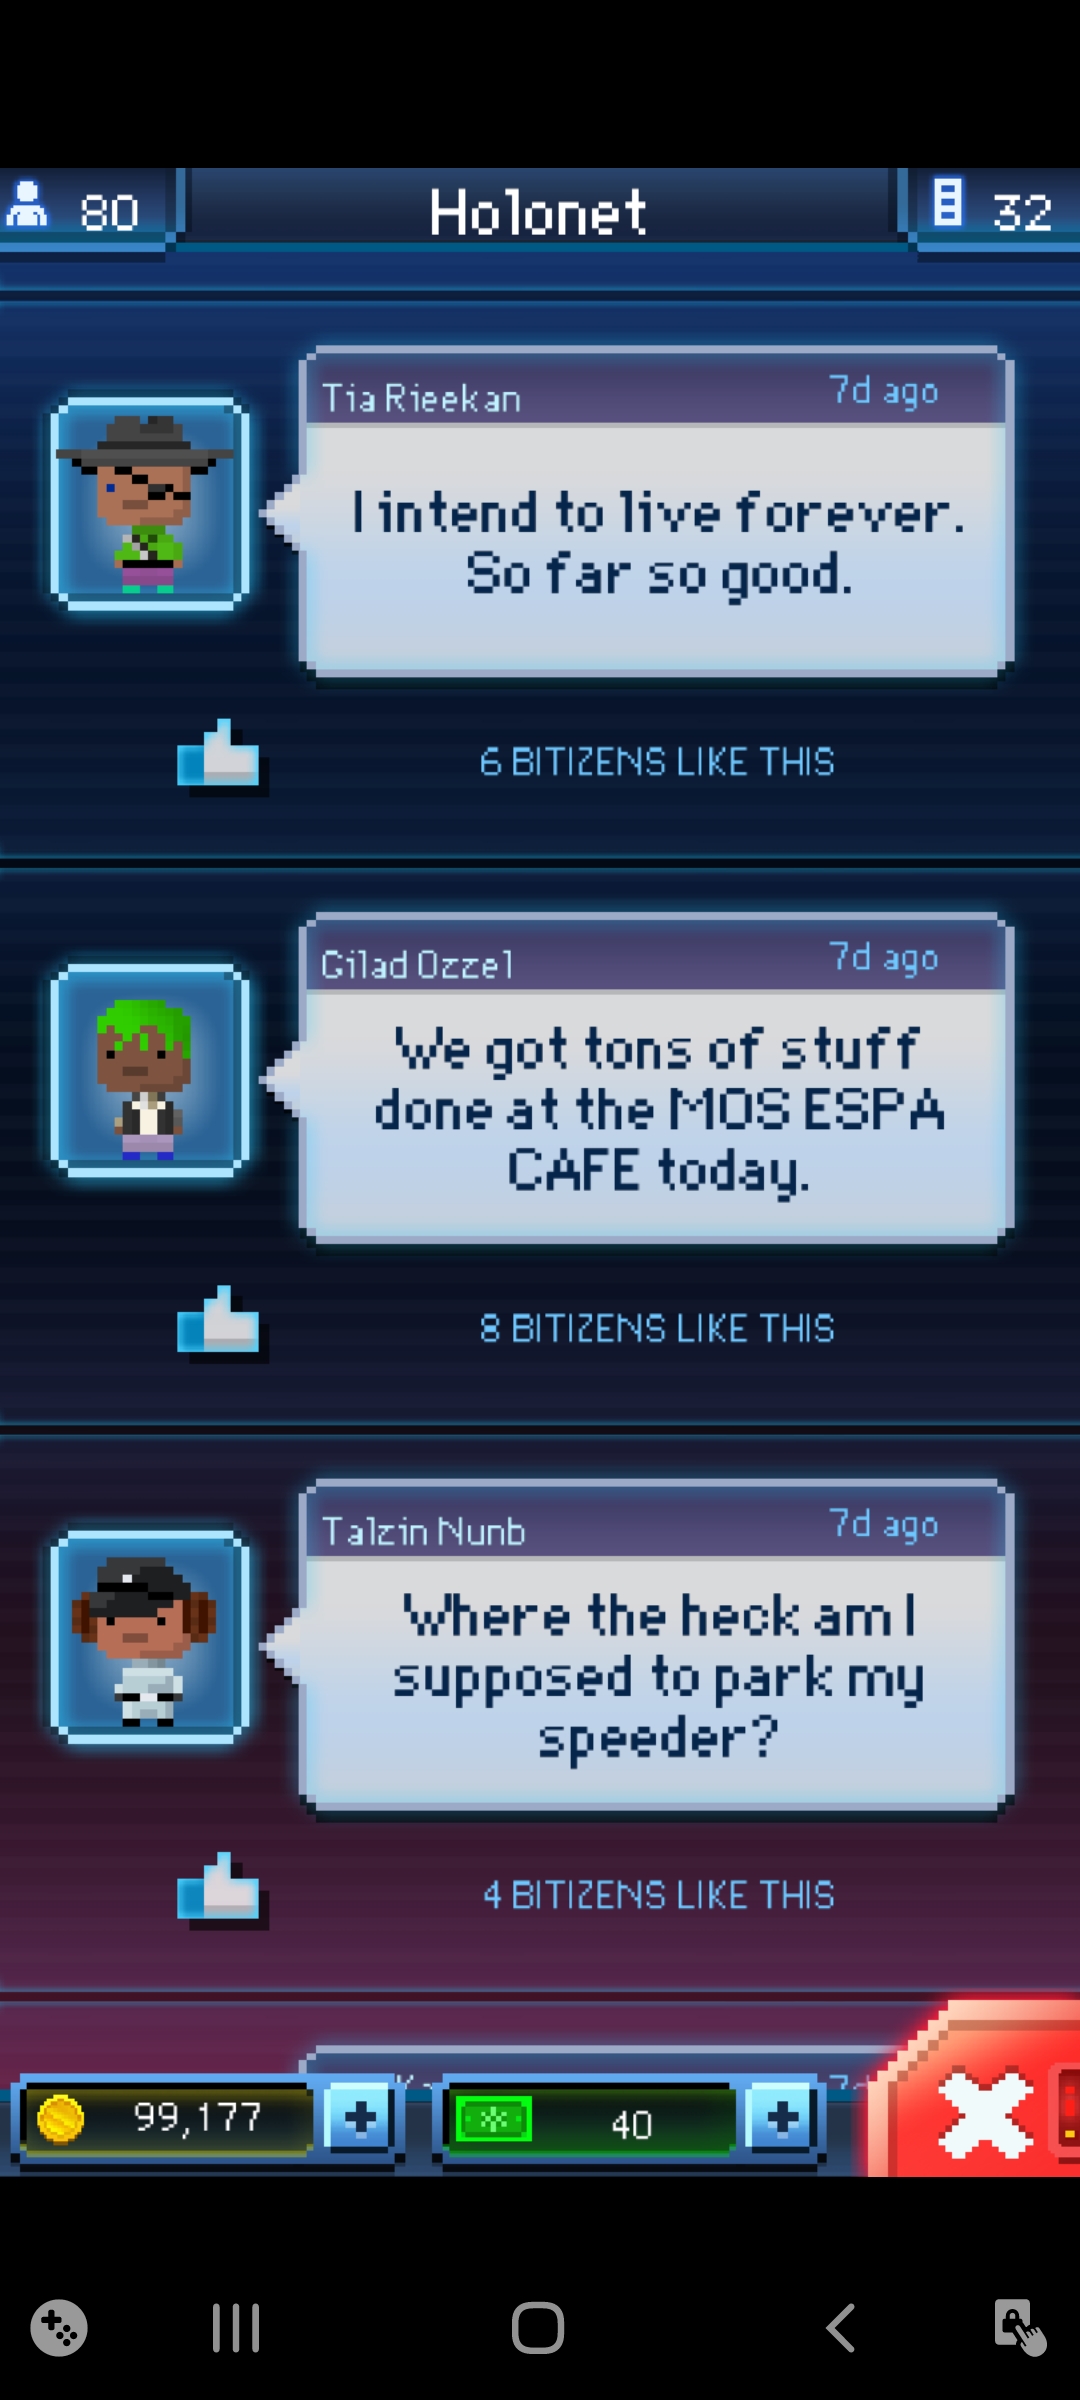 80
Holonet
32
Tia Rieekan
7d ago
I intend to live forever.
So far so good.
6 BITIZENS LIKE THIS
Gilad Ozzel
7d ago
We got tons of stuff
done at the MOS ESPA
CAFE today.
8 BITIZENS LIKE THIS
Talzin Nunb
7d ago
Where the heck am I
supposed to park my
speeder?
4 BITIZENS LIKE THIS
99,177
40